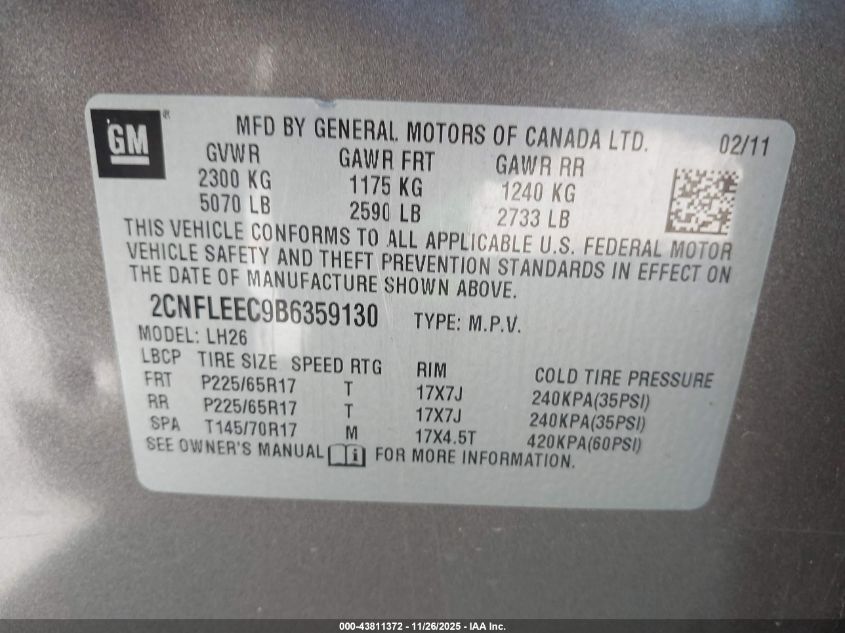 GM®
MFD BY GENERAL MOTORS OF CANADA LTD. 02/11
GVWR GAWR FRT GAWR RR
2300 KG 1175 KG 1240 KG
5070 LB 2590 LB 2733 LB
THIS VEHICLE CONFORMS TO ALL APPLICABLE U.S. FEDERAL MOTOR
VEHICLE SAFETY AND THEFT PREVENTION STANDARDS IN EFFECT ON
THE DATE OF MANUFACTURE SHOWN ABOVE.
2CNFLEEC9B6359130 TYPE: M.P.V.
MODEL: LH26
LBCP TIRE SIZE SPEED RTG RIM COLD TIRE PRESSURE
FRT P225/65R17 T 17X7J 240KPA(35PSI)
RR P225/65R17 T 17X7J 240KPA(35PSI)
SPA T145/70R17 M 17X4.5T 420KPA(60PSI)
SEE OWNER'S MANUAL i FOR MORE INFORMATION.
000-43811372 - 11/26/2025 - IAA Inc.